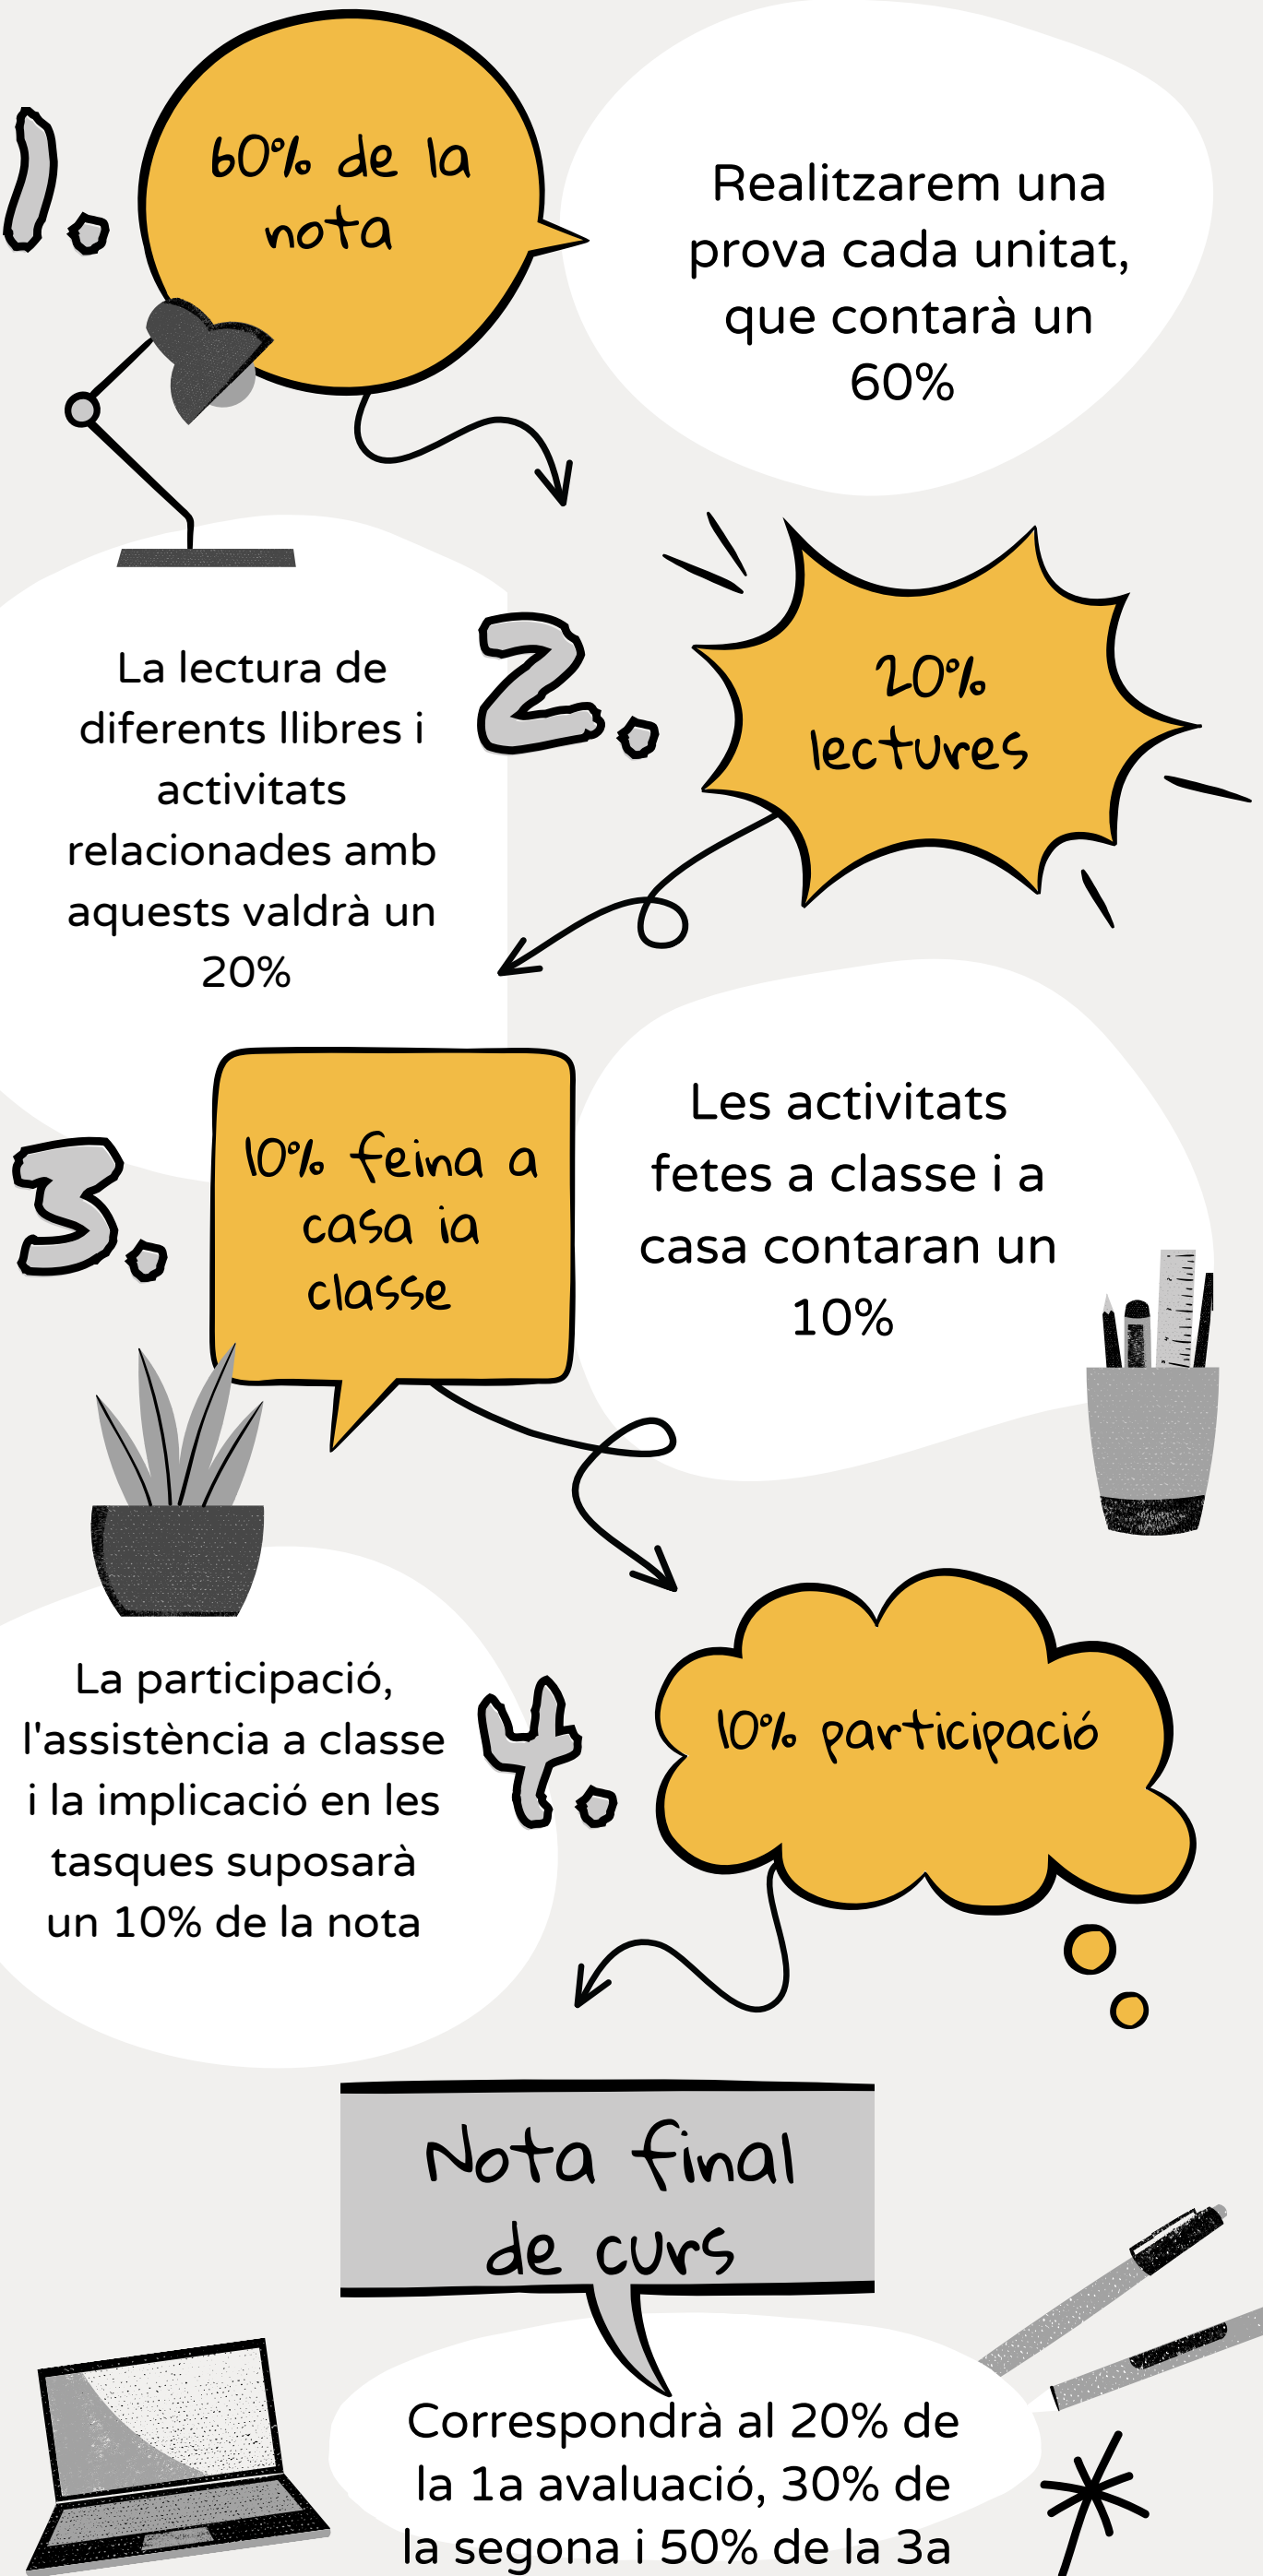 1.
60% de la
nota
Realitzarem una
prova cada unitat,
que contarà un
60%
2.
20%
lectures
La lectura de
diferents llibres i
activitats
relacionades amb
aquests valdrà un
20%
3.
10% feina a
casa ia
classe
Les activitats
fetes a classe i a
casa contaran un
10%
4.
10% participació
La participació,
l'assistència a classe
i la implicació en les
tasques suposarà
un 10% de la nota
Nota final
de curs
Correspondrà al 20% de
la 1a avaluació, 30% de
la segona i 50% de la 3a